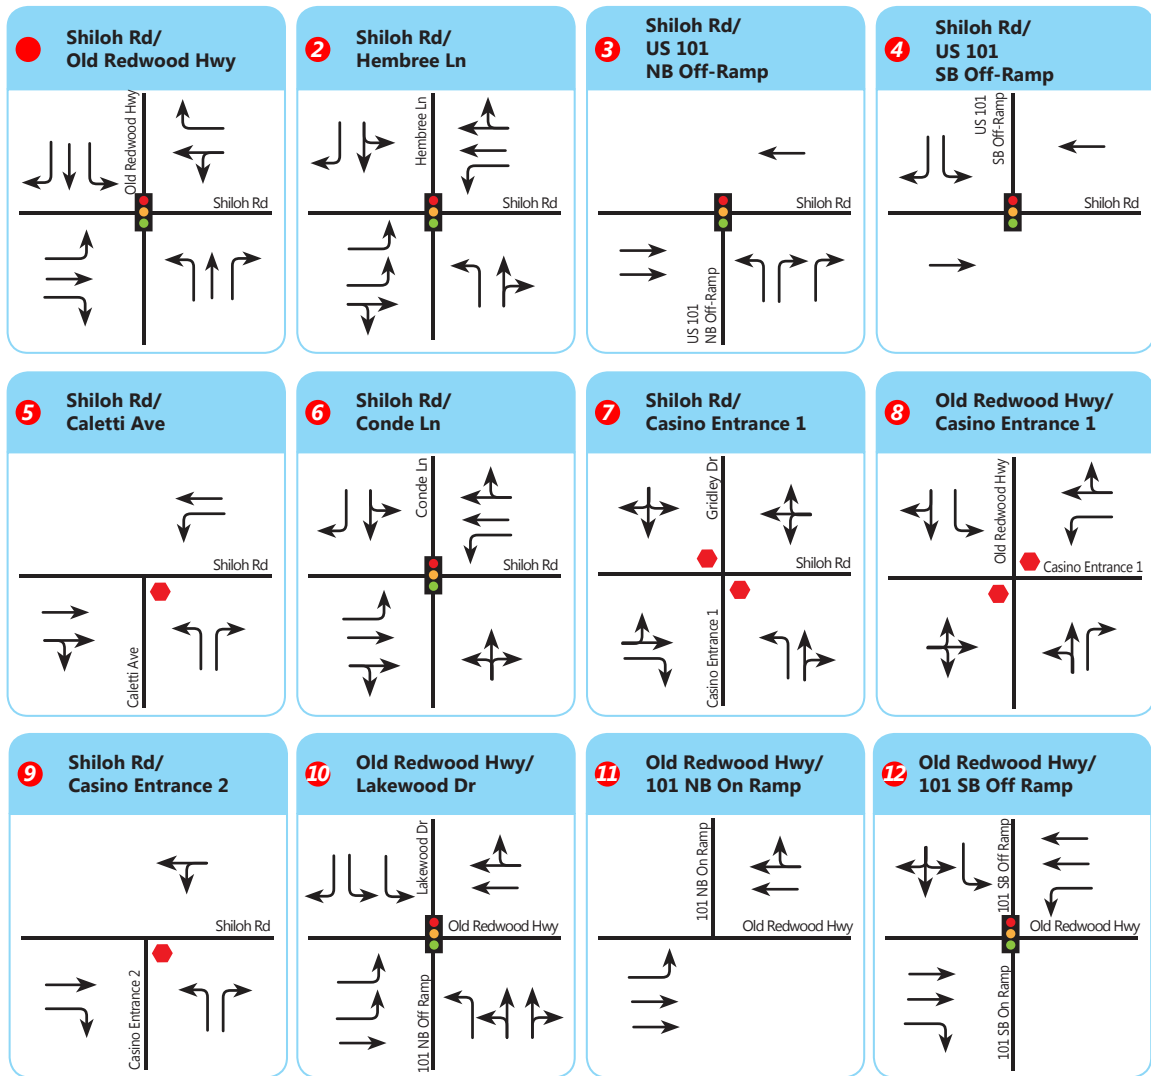 Shiloh Rd/
Old Redwood Hwy
Old Redwood Hwy
Shiloh Rd
2
Shiloh Rd/
Hembree Ln
Hembree Ln
Shiloh Rd
3
Shiloh Rd/
US 101
NB Off-Ramp
Shiloh Rd
US 101
NB Off-Ramp
4
Shiloh Rd/
US 101
SB Off-Ramp
US 101
SB Off-Ramp
Shiloh Rd
5
Shiloh Rd/
Caletti Ave
Shiloh Rd
Caletti Ave
6
Shiloh Rd/
Conde Ln
Conde Ln
Shiloh Rd
7
Shiloh Rd/
Casino Entrance 1
Gridley Dr
Shiloh Rd
Casino Entrance 1
8
Old Redwood Hwy/
Casino Entrance 1
Old Redwood Hwy
Casino Entrance 1
9
Shiloh Rd/
Casino Entrance 2
Shiloh Rd
Casino Entrance 2
10
Old Redwood Hwy/
Lakewood Dr
Lakewood Dr
Old Redwood Hwy
101 NB Off Ramp
11
Old Redwood Hwy/
101 NB On Ramp
101 NB On Ramp
Old Redwood Hwy
12
Old Redwood Hwy/
101 SB Off Ramp
101 SB Off Ramp
Old Redwood Hwy
101 SB On Ramp